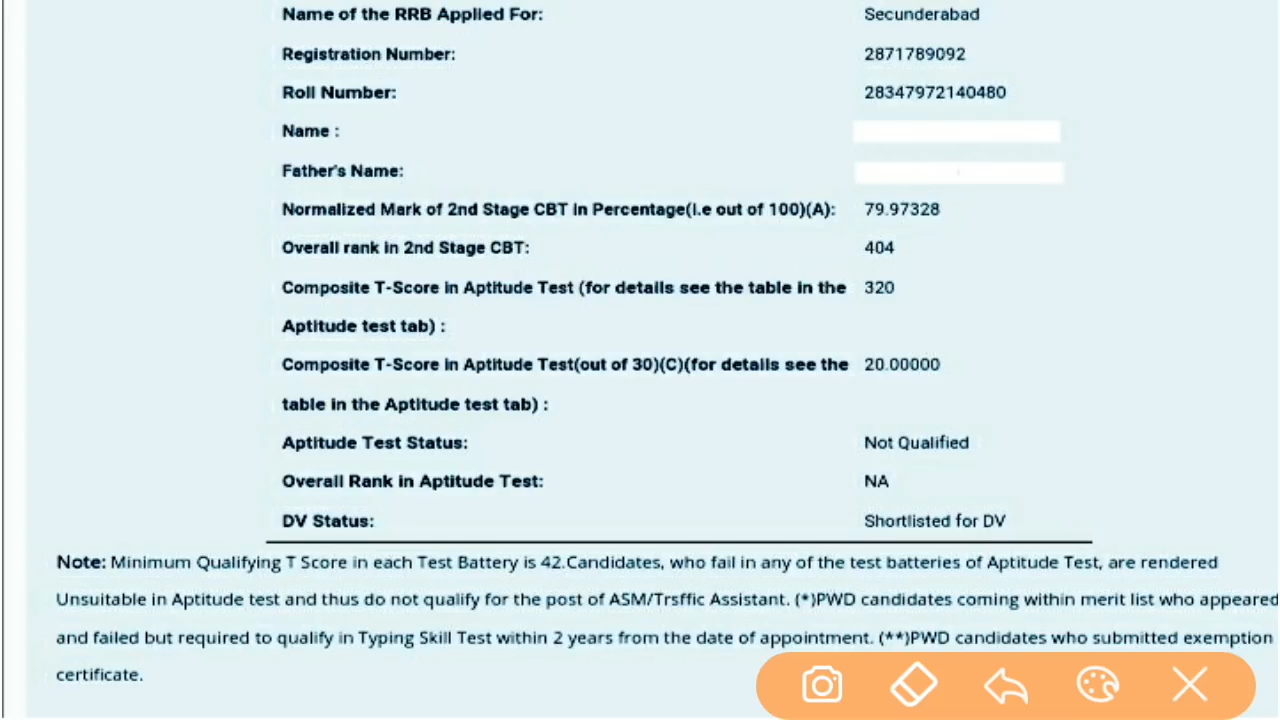 Name of the RRB Applied For: Secunderabad
Registration Number: 2871789092
Roll Number: 28347972140480
Name :
Father's Name:
Normalized Mark of 2nd Stage CBT in Percentage(i.e out of 100)(A): 79.97328
Overall rank in 2nd Stage CBT: 404
Composite T-Score in Aptitude Test (for details see the table in the 320
Aptitude test tab) :
Composite T-Score in Aptitude Test(out of 30)(C)(for details see the 20.00000
table in the Aptitude test tab) :
Aptitude Test Status: Not Qualified
Overall Rank in Aptitude Test: NA
DV Status: Shortlisted for DV
Note: Minimum Qualifying T Score in each Test Battery is 42.Candidates, who fail in any of the test batteries of Aptitude Test, are rendered
Unsuitable in Aptitude test and thus do not qualify for the post of ASM/Trsffic Assistant. (*)PWD candidates coming within merit list who appeared
and failed but required to qualify in Typing Skill Test within 2 years from the date of appointment. (**)PWD candidates who submitted exemption
certificate.